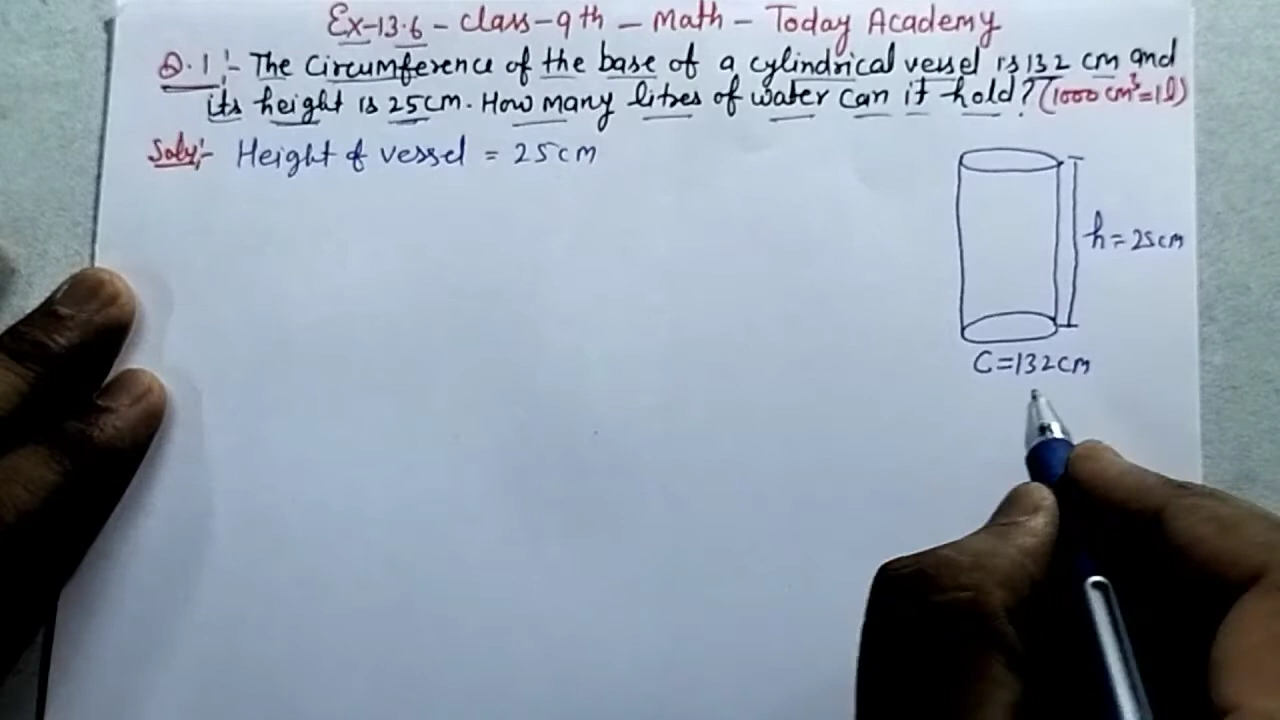 Ex-13.6 - Class-9th - Math - Today Academy
Q.1:- The Circumference of the base of a cylindrical vessel is 132 cm and
its height is 25cm. How many litres of water can it hold? (1000 cm³=1l)
Soly:- Height of vessel = 25cm
h=25cm
C=132cm